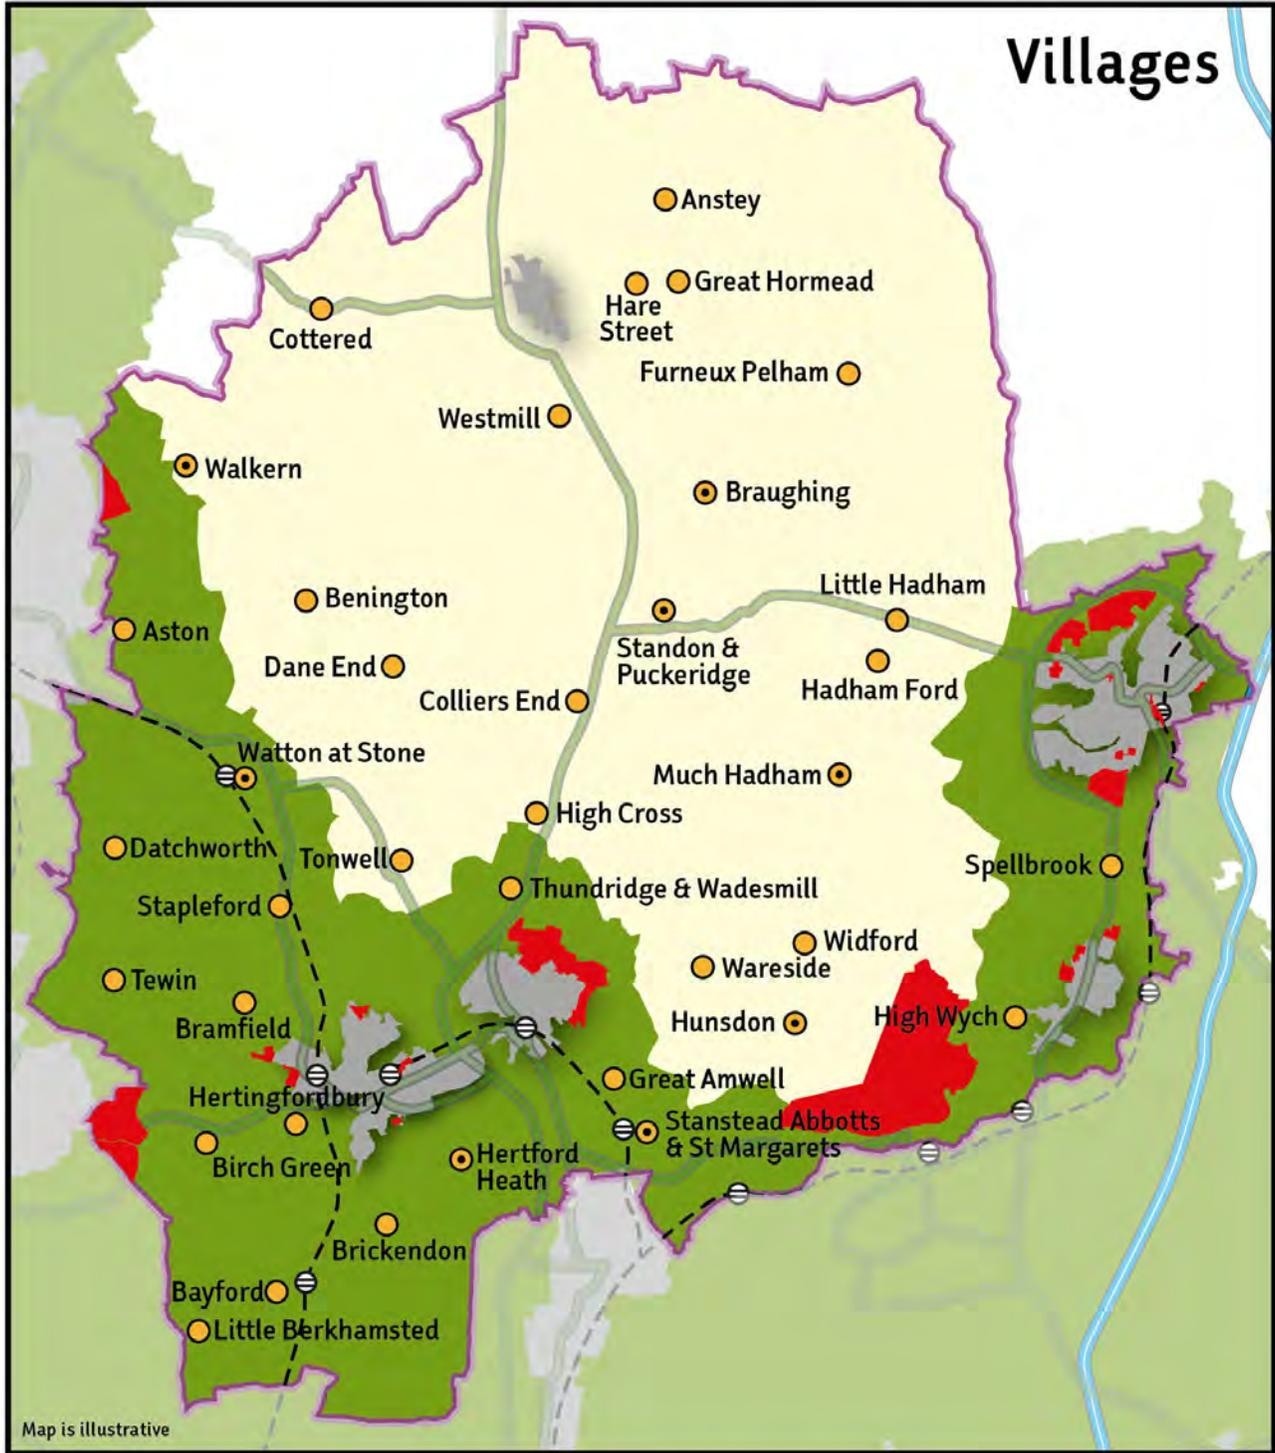 Villages
Anstey
Great Hormead
Hare
Street
Cottered
Furneux Pelham
Westmill
Walkern
Braughing
Little Hadham
Benington
Aston
Standon &
Puckeridge
Dane End
Hadham Ford
Colliers End
Watton at Stone
Much Hadham
High Cross
Datchworth
Tonwell
Spellbrook
Thundridge & Wadesmill
Stapleford
Widford
Wareside
Tewin
Bramfield
Hunsdon
High Wych
Great Amwell
Hertingfordbury
Stanstead Abbotts
& St Margarets
Birch Green
Hertford
Heath
Brickendon
Bayford
Little Berkhamsted
Map is illustrative